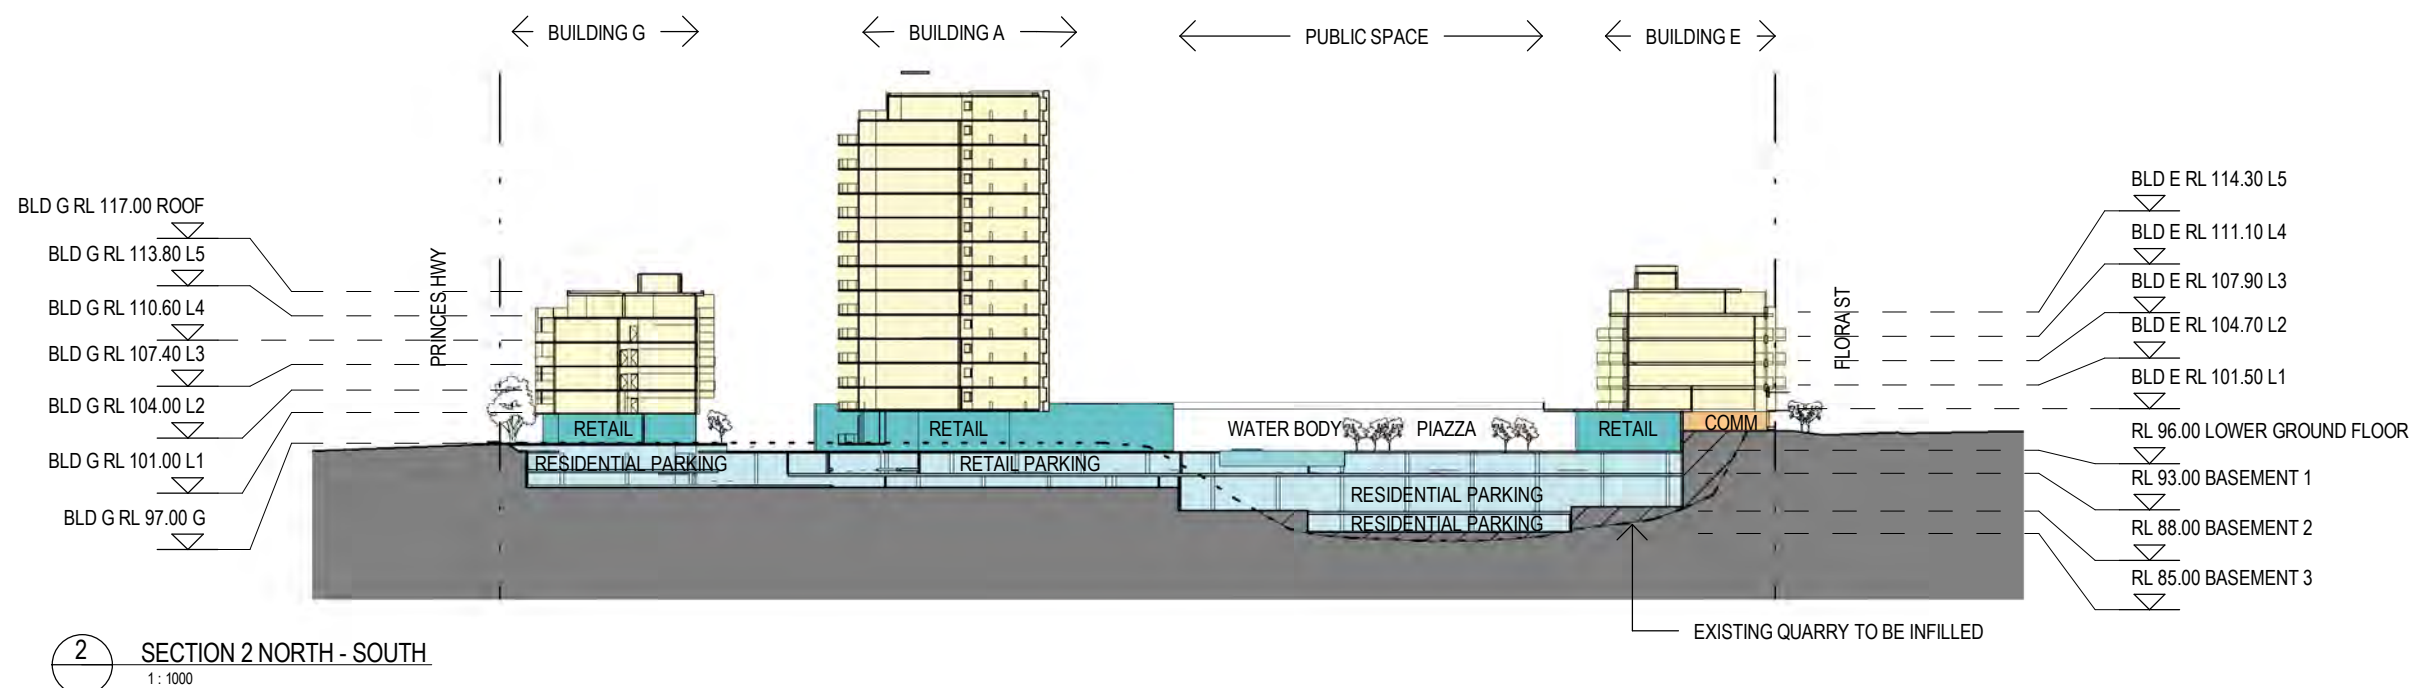 BUILDING G
BUILDING A
PUBLIC SPACE
BUILDING E
BLD G RL 117.00 ROOF
BLD G RL 113.80 L5
BLD G RL 110.60 L4
BLD G RL 107.40 L3
BLD G RL 104.00 L2
BLD G RL 101.00 L1
BLD G RL 97.00 G
PRINCES HWY
RETAIL
RESIDENTIAL PARKING
RETAIL
RETAIL PARKING
WATER BODY
PIAZZA
RESIDENTIAL PARKING
RESIDENTIAL PARKING
RETAIL
COMM
FLORA ST
BLD E RL 114.30 L5
BLD E RL 111.10 L4
BLD E RL 107.90 L3
BLD E RL 104.70 L2
BLD E RL 101.50 L1
RL 96.00 LOWER GROUND FLOOR
RL 93.00 BASEMENT 1
RL 88.00 BASEMENT 2
RL 85.00 BASEMENT 3
EXISTING QUARRY TO BE INFILLED
2
SECTION 2 NORTH - SOUTH
1 : 1000